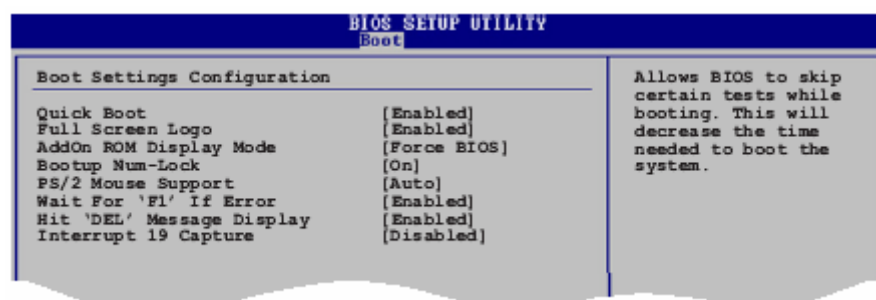 BIOS SETUP UTILITY
Boot
Boot Settings Configuration
Quick Boot [Enabled]
Full Screen Logo [Enabled]
AddOn ROM Display Mode [Force BIOS]
Bootup Num-Lock [On]
PS/2 Mouse Support [Auto]
Wait For ‘F1’ If Error [Enabled]
Hit ‘DEL’ Message Display [Enabled]
Interrupt 19 Capture [Disabled]
Allows BIOS to skip
certain tests while
booting. This will
decrease the time
needed to boot the
system.